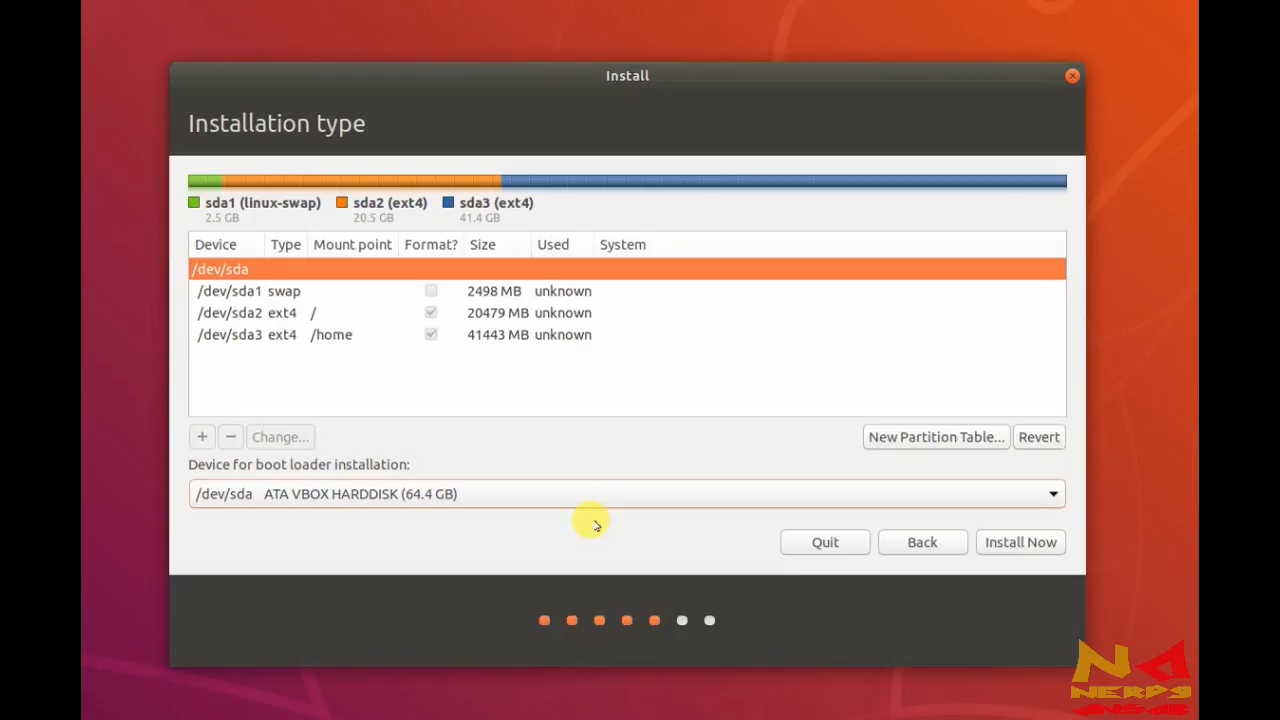 Install
Installation type
sda1 (linux-swap) sda2 (ext4) sda3 (ext4)
2.5 GB 20.5 GB 41.4 GB
Device Type Mount point Format? Size Used System
/dev/sda
/dev/sda1 swap 2498 MB unknown
/dev/sda2 ext4 / 20479 MB unknown
/dev/sda3 ext4 /home 41443 MB unknown
+ − Change... New Partition Table... Revert
Device for boot loader installation:
/dev/sda ATA VBOX HARDDISK (64.4 GB)
Quit Back Install Now
NA